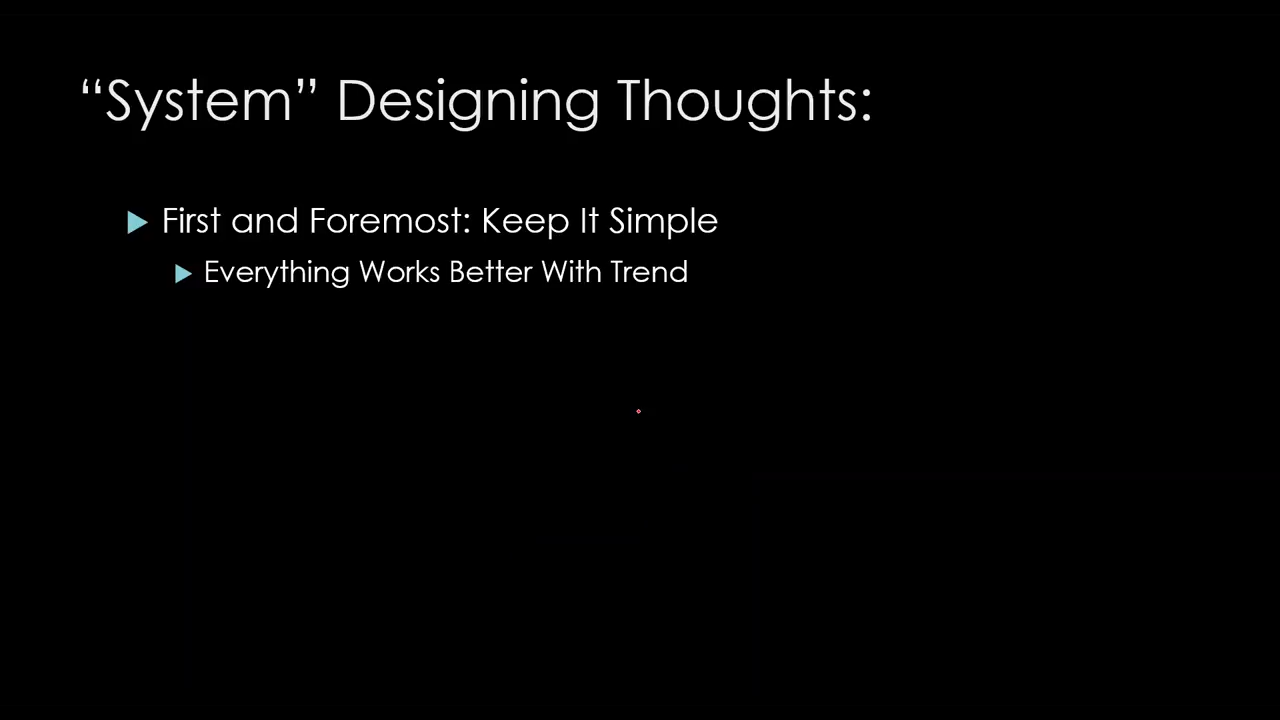 “System” Designing Thoughts:
First and Foremost: Keep It Simple
Everything Works Better With Trend